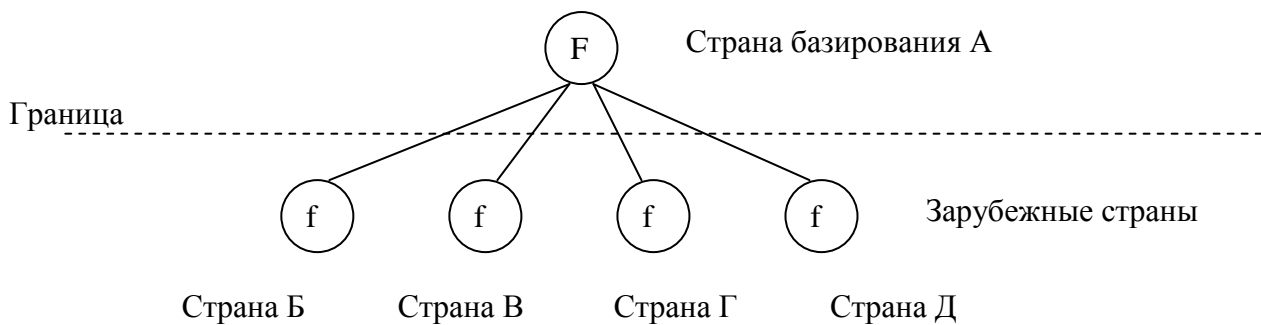 F
Страна базирования А
Граница
f f f f
Зарубежные страны
Страна Б Страна В Страна Г Страна Д